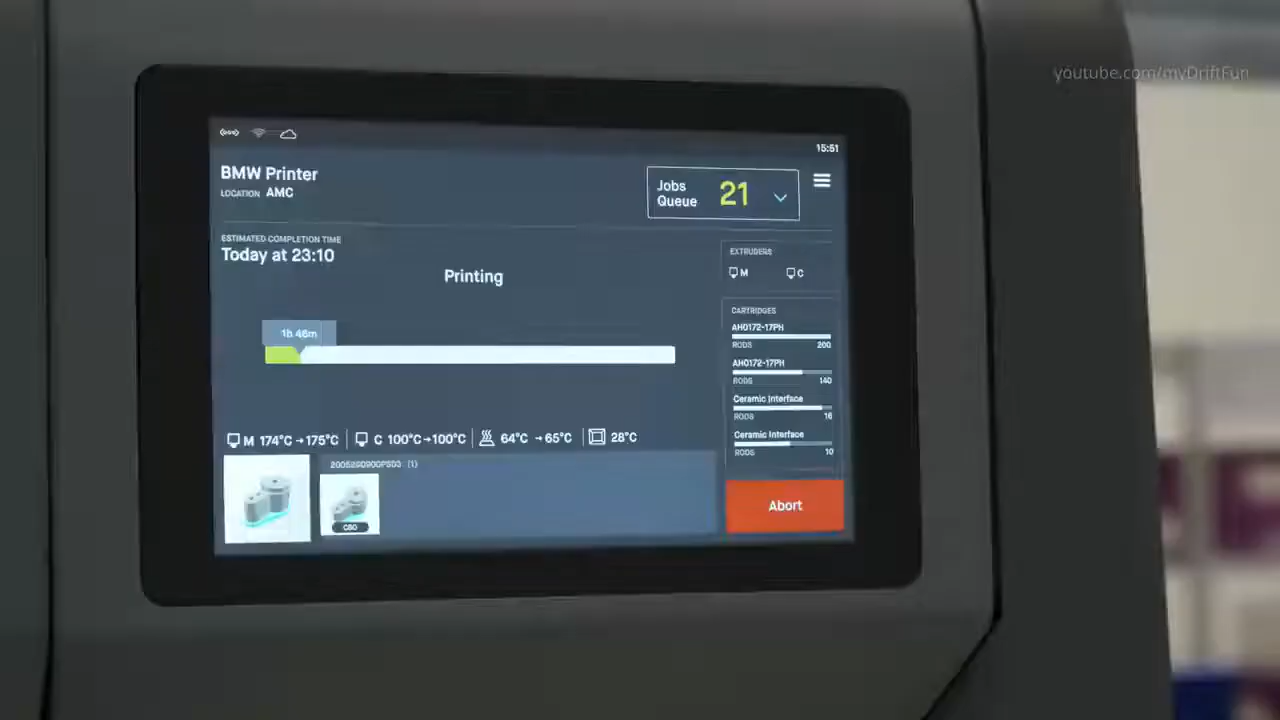 youtube.com/myDriftFun
15:51
BMW Printer
LOCATION AMC
Jobs
Queue 21
ESTIMATED COMPLETION TIME
Today at 23:10
Printing
1h 46m
EXTRUDERS
M C
CARTRIDGES
AH0172-17PH
RODS 200
AH0172-17PH
RODS 140
Ceramic Interface
RODS 16
Ceramic Interface
RODS 10
M 174°C→175°C C 100°C→100°C 64°C →65°C 28°C
(1)
Abort